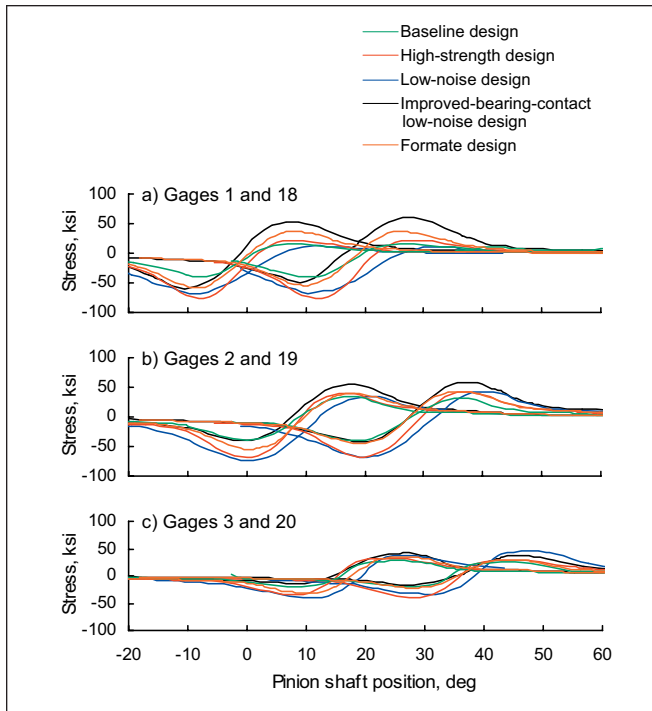 Baseline design
High-strength design
Low-noise design
Improved-bearing-contact
low-noise design
Formate design
a) Gages 1 and 18
Stress, ksi
100
50
0
-50
-100
b) Gages 2 and 19
Stress, ksi
100
50
0
-50
-100
c) Gages 3 and 20
Stress, ksi
100
50
0
-50
-100
-20 -10 0 10 20 30 40 50 60
Pinion shaft position, deg